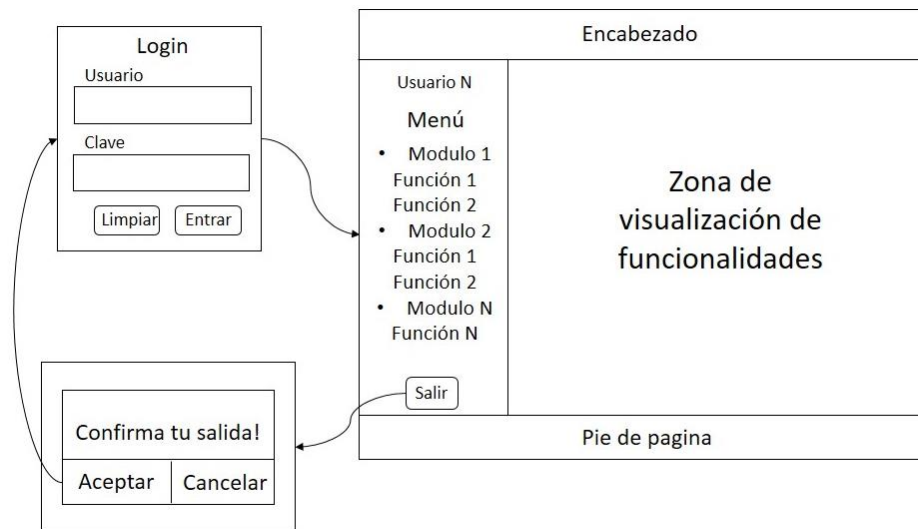 Login
Usuario
Clave
Limpiar
Entrar
Encabezado
Usuario N
Menú
• Modulo 1
Función 1
Función 2
• Modulo 2
Función 1
Función 2
• Modulo N
Función N
Salir
Zona de
visualización de
funcionalidades
Pie de pagina
Confirma tu salida!
Aceptar
Cancelar